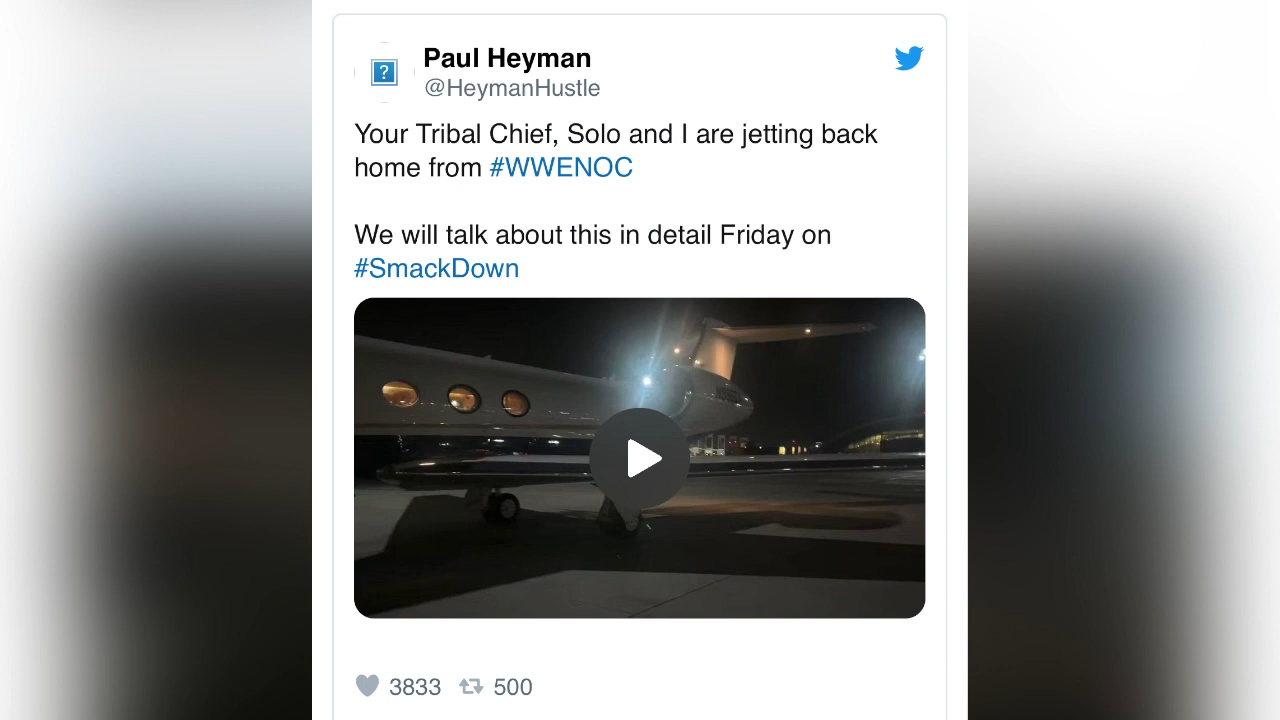 Paul Heyman
@HeymanHustle
Your Tribal Chief, Solo and I are jetting back
home from #WWENOC
We will talk about this in detail Friday on
#SmackDown
3833 500